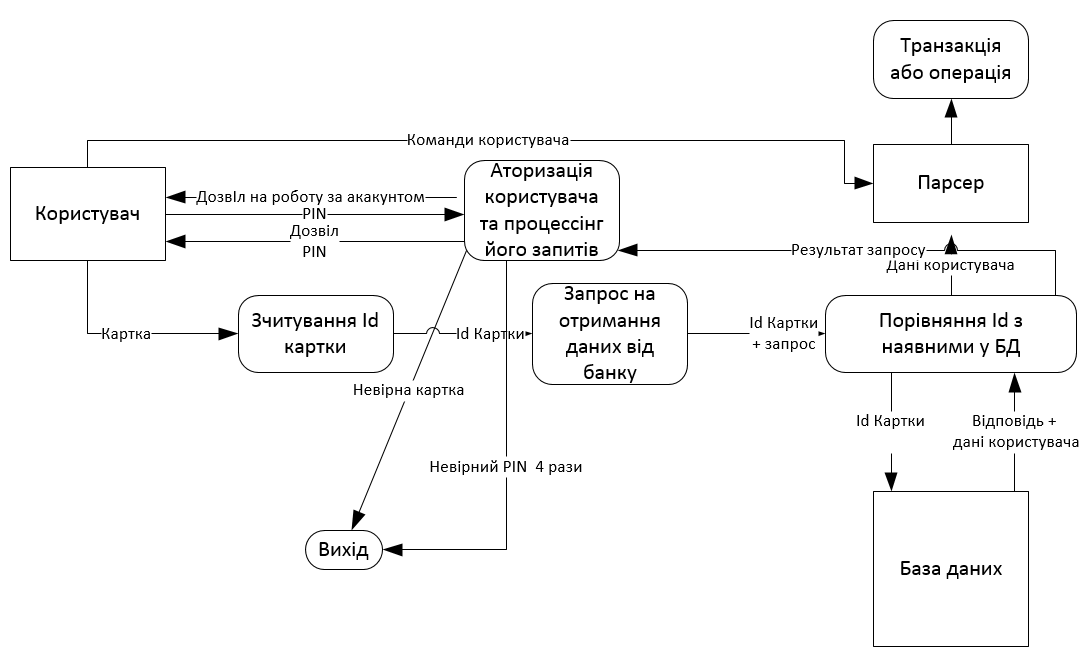 Транзакція
або операція
Команди користувача
Парсер
Користувач
Аторизація
користувача
та процессінг
його запитів
ДозвІл на роботу за акакунтом
PIN
Дозвіл
PIN
Результат запросу
Дані користувача
Картка
Зчитування Id
картки
Id Картки
Запрос на
отримання
даних від
банку
Id Картки
+ запрос
Порівняння Id з
наявними у БД
Невірна картка
Id Картки
Відповідь +
дані користувача
Невірний PIN 4 рази
Вихід
База даних